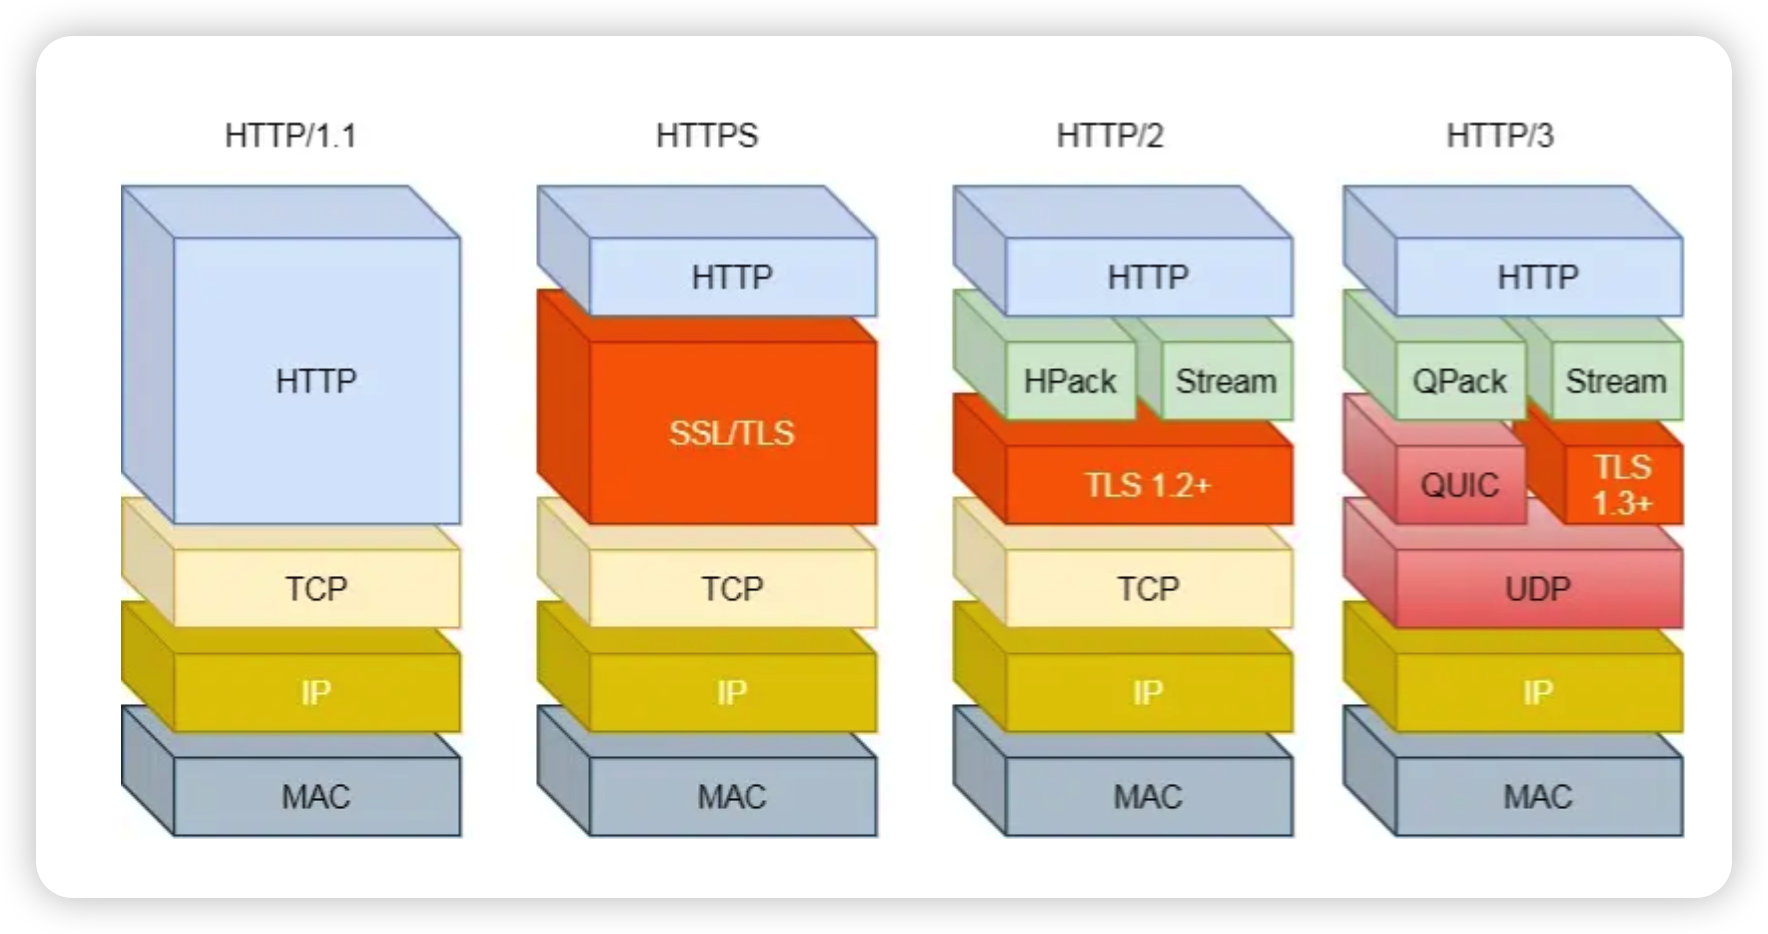 HTTP/1.1
HTTP
TCP
IP
MAC
HTTPS
HTTP
SSL/TLS
TCP
IP
MAC
HTTP/2
HTTP
HPack
Stream
TLS 1.2+
TCP
IP
MAC
HTTP/3
HTTP
QPack
Stream
QUIC
TLS
1.3+
UDP
IP
MAC